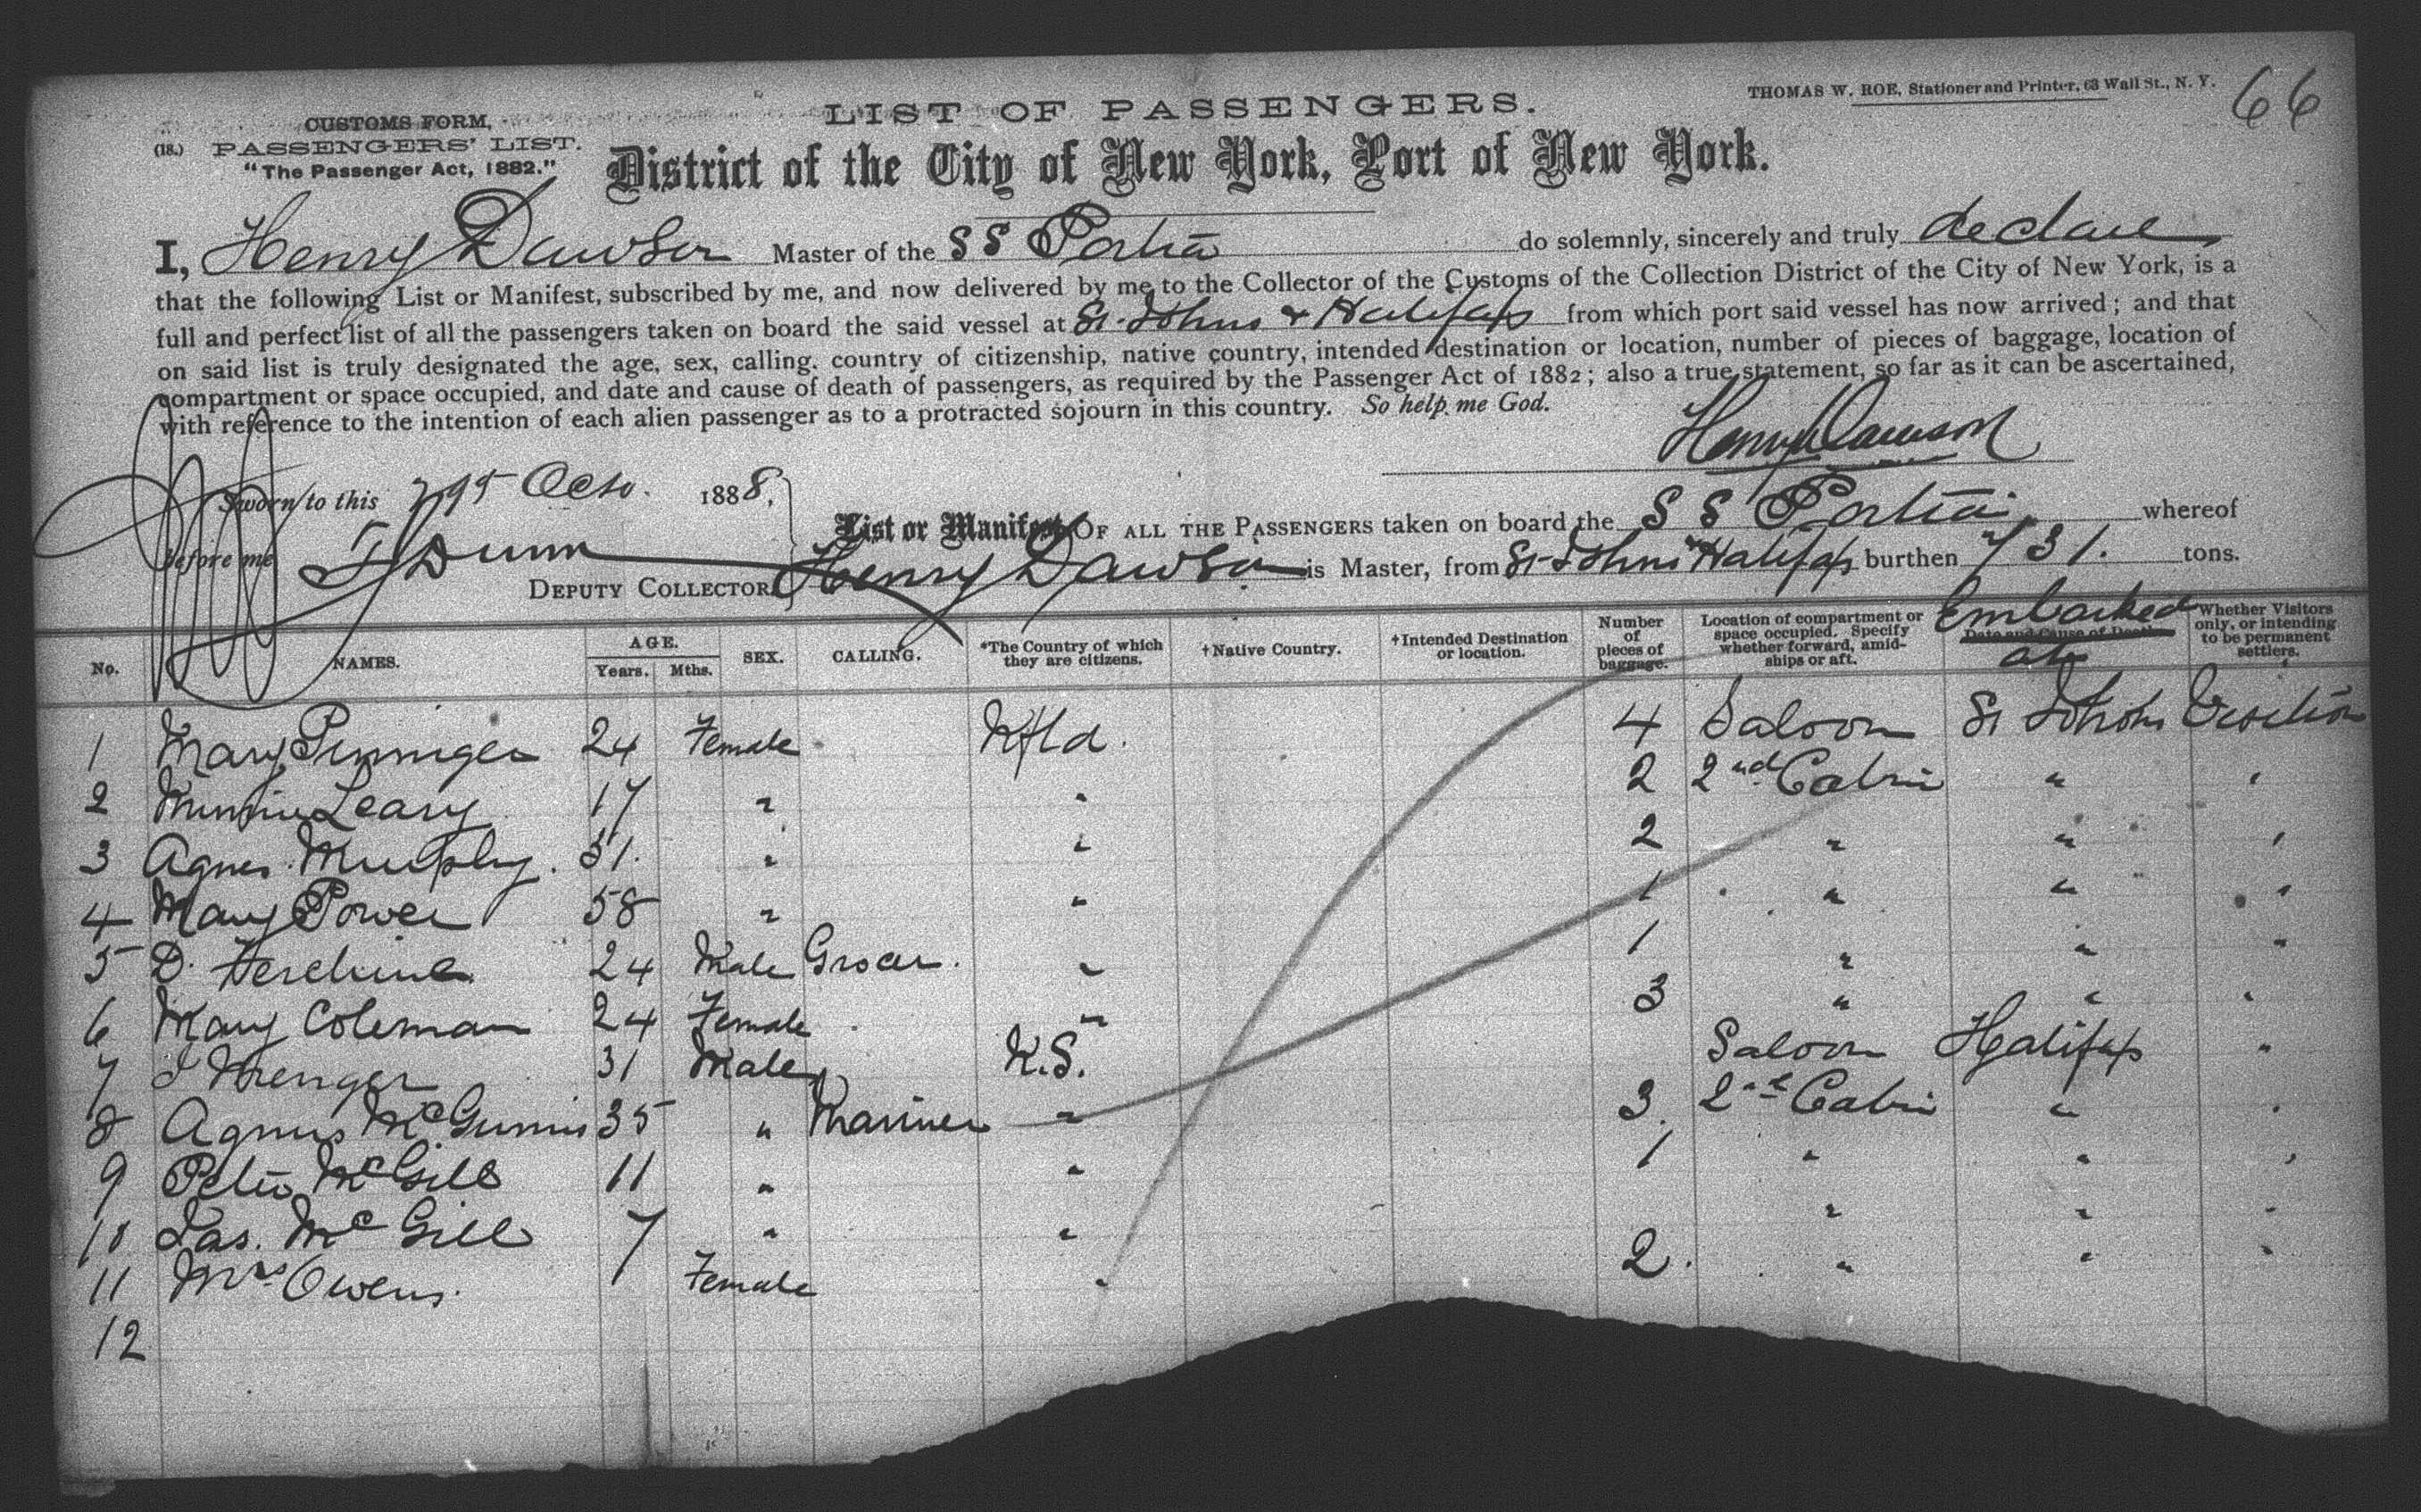 66
THOMAS W. ROE, Stationer and Printer, 63 Wall St., N. Y.
LIST OF PASSENGERS.
CUSTOMS FORM,
(18.) PASSENGERS' LIST.
"The Passenger Act, 1882."
District of the City of New York, Port of New York.
I, Henry Dawson Master of the S S Portia do solemnly, sincerely and truly declare
that the following List or Manifest, subscribed by me, and now delivered by me to the Collector of the Customs of the Collection District of the City of New York, is a
full and perfect list of all the passengers taken on board the said vessel at St. Johns & Halifax from which port said vessel has now arrived; and that
on said list is truly designated the age, sex, calling, country of citizenship, native country, intended destination or location, number of pieces of baggage, location of
compartment or space occupied, and date and cause of death of passengers, as required by the Passenger Act of 1882; also a true statement, so far as it can be ascertained,
with reference to the intention of each alien passenger as to a protracted sojourn in this country. So help me God.
Henry Dawson
Sworn to this Octo. 1888,
before me Dunn
DEPUTY COLLECTOR.
List or Manifest OF ALL THE PASSENGERS taken on board the S S Portia whereof
Henry Dawson is Master, from St Johns & Halifax burthen 731. tons.
No. NAMES. AGE. Years. Mths. SEX. CALLING. *The Country of which they are citizens. †Native Country. †Intended Destination or location. Number of pieces of baggage. Location of compartment or space occupied. Specify whether forward, amidships or aft. Date and Cause of Death. Embarked at Whether Visitors only, or intending to be permanent settlers.
1 Mary 24 Female Nfld. 4 Saloon St Johns
2 Minnie Leary 17 " " 2 2nd Cabin " "
3 Agnes Murphy. 31. " " 2 " " "
4 Mary Power 58 " " 1 " " "
5 D. 24 Male Grocer. " 1 " " "
6 Mary Coleman 24 Female " 3 " " "
7 J 31 Male N.S. Saloon Halifax "
8 McGinnis 35 " Mariner " 3. 2nd Cabin " "
9 Peter McGill 11 " " 1 " " "
10 Jas. McGill 7 " " " " "
11 Mrs Owens. Female " 2. " " "
12